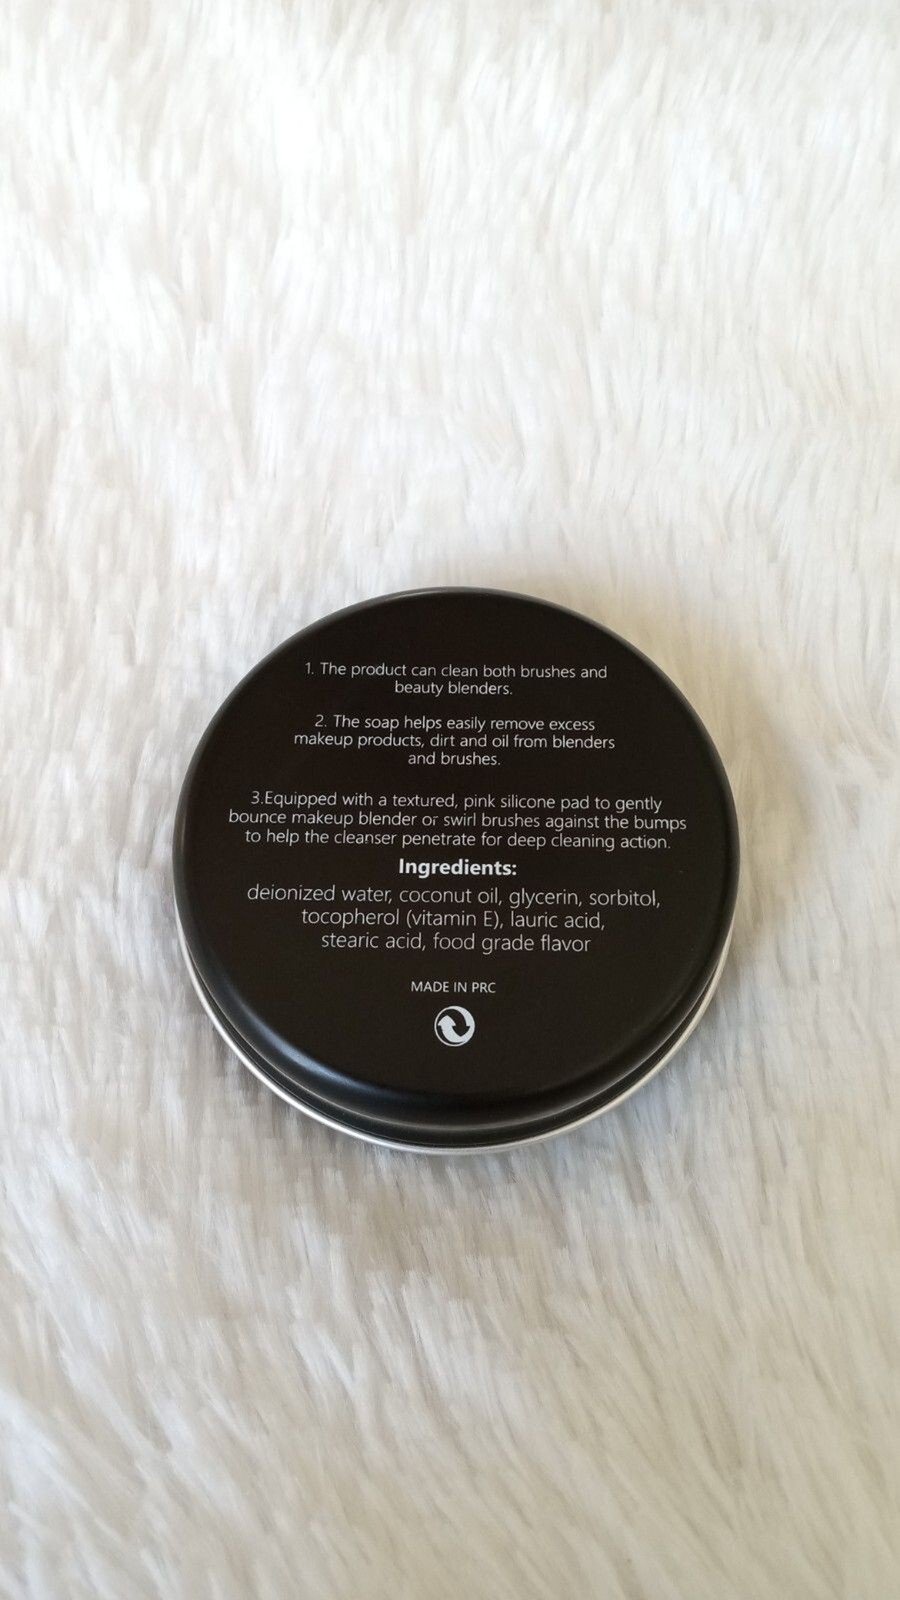 1. The product can clean both brushes and
beauty blenders.
2. The soap helps easily remove excess
makeup products, dirt and oil from blenders
and brushes.
3.Equipped with a textured, pink silicone pad to gently
bounce makeup blender or swirl brushes against the bumps
to help the cleanser penetrate for deep cleaning action.
Ingredients:
deionized water, coconut oil, glycerin, sorbitol,
tocopherol (vitamin E), lauric acid,
stearic acid, food grade flavor
MADE IN PRC